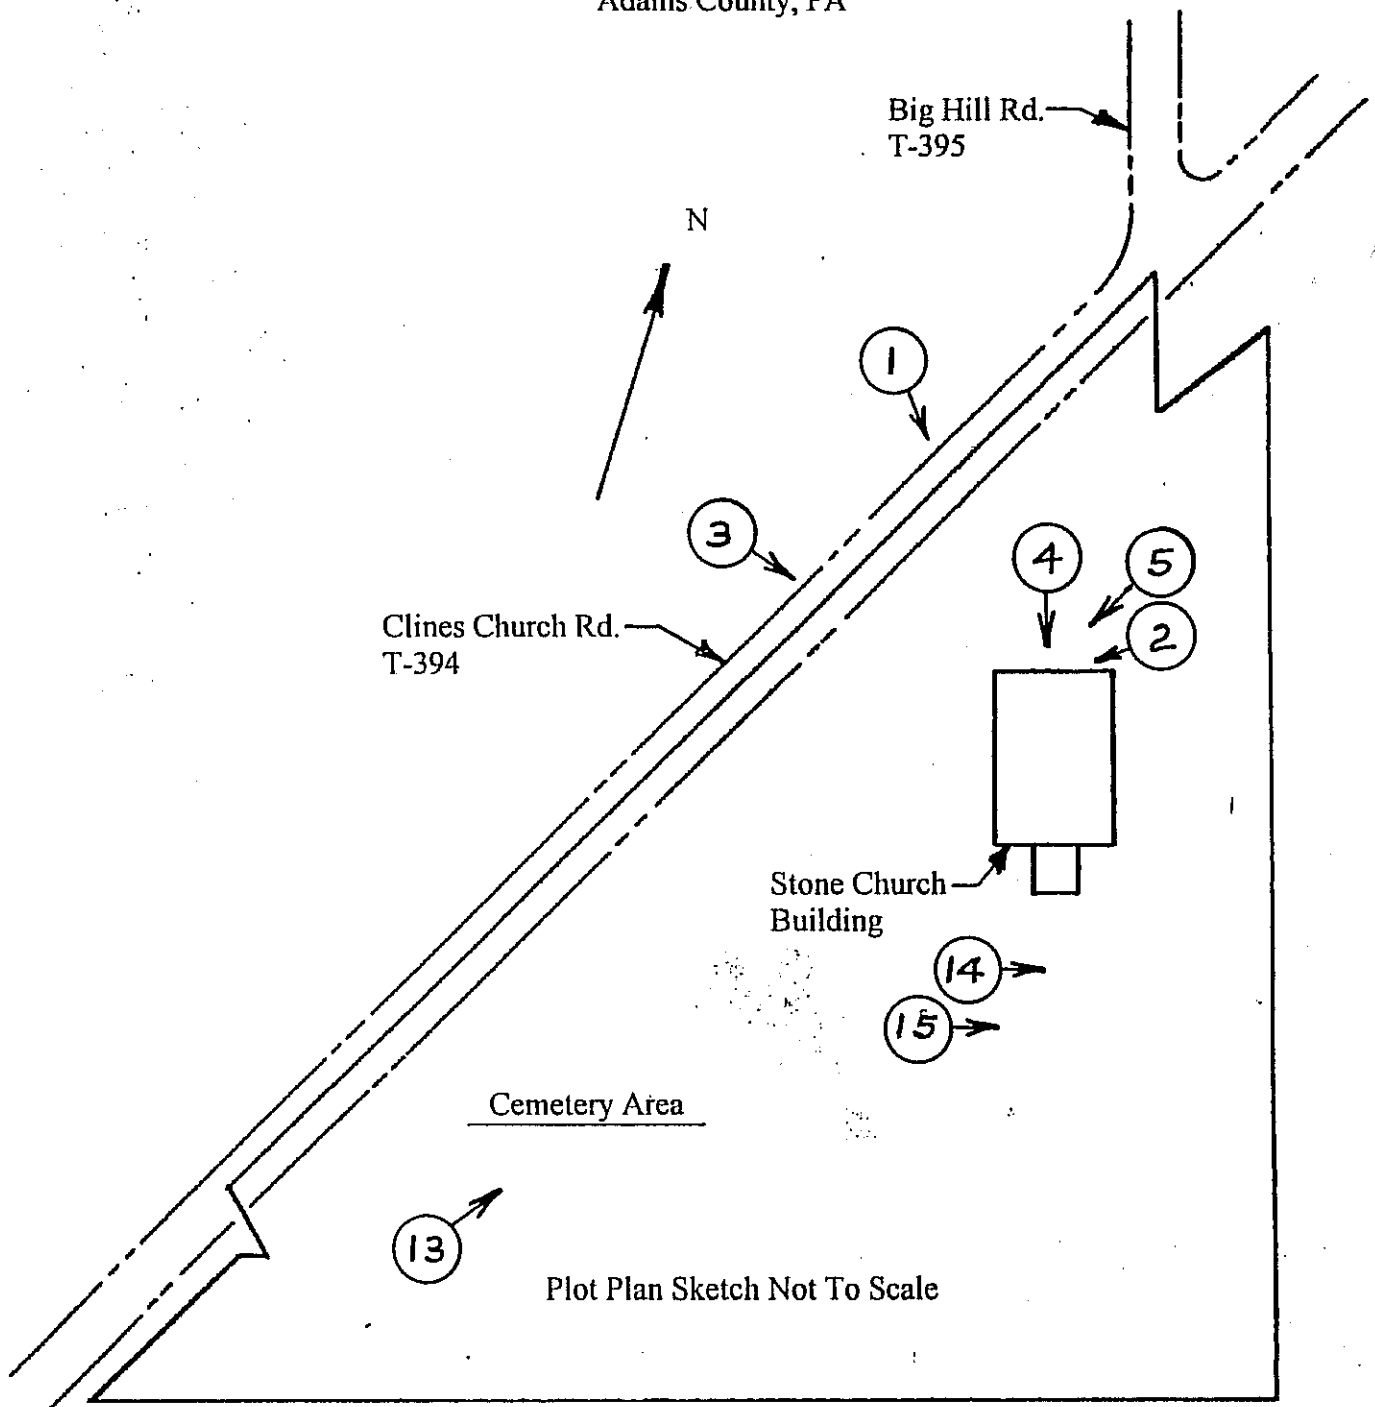 Adams County, PA
Big Hill Rd.
T-395
N
1
3
4
5
2
Clines Church Rd.
T-394
Stone Church
Building
14
15
Cemetery Area
13
Plot Plan Sketch Not To Scale